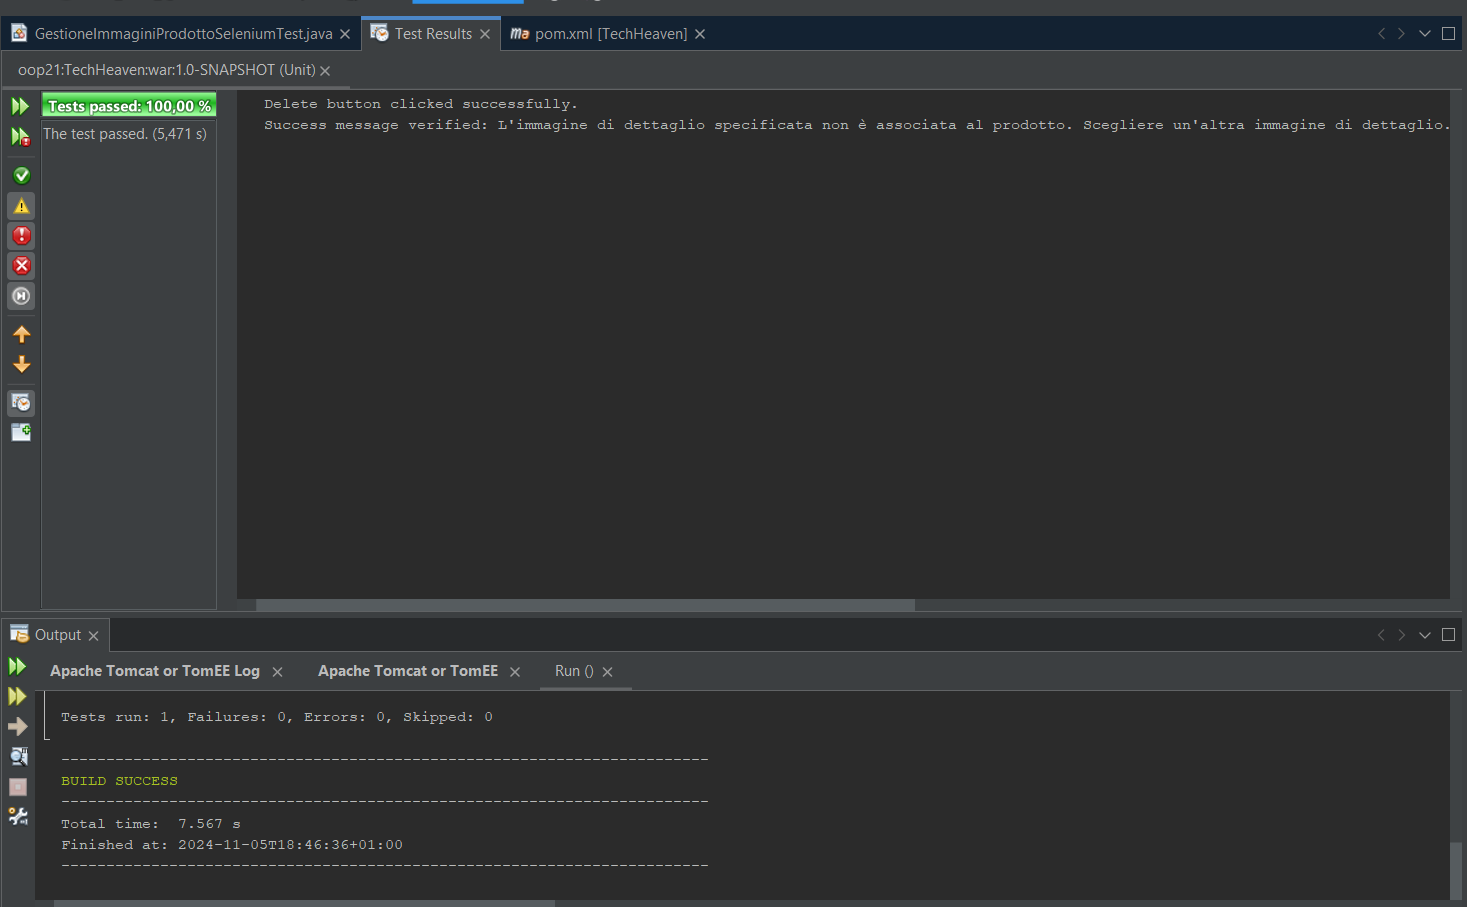 GestioneImmaginiProdottoSeleniumTest.java
Test Results
pom.xml [TechHeaven]
oop21:TechHeaven:war:1.0-SNAPSHOT (Unit)
Tests passed: 100,00 %
The test passed. (5,471 s)
Delete button clicked successfully.
Success message verified: L'immagine di dettaglio specificata non è associata al prodotto. Scegliere un'altra immagine di dettaglio.
Output
Apache Tomcat or TomEE Log
Apache Tomcat or TomEE
Run ()
Tests run: 1, Failures: 0, Errors: 0, Skipped: 0
------------------------------------------------------------------------
BUILD SUCCESS
------------------------------------------------------------------------
Total time:  7.567 s
Finished at: 2024-11-05T18:46:36+01:00
------------------------------------------------------------------------